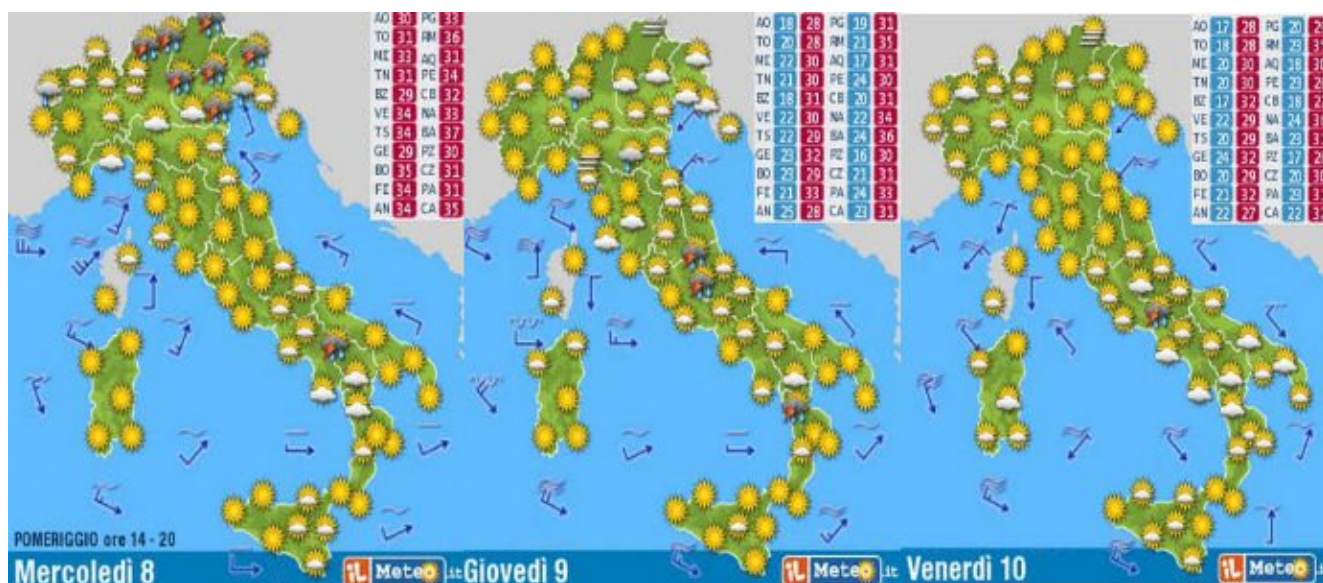 AO 30 PG 33
TO 31 RM 36
MI 33 AQ 31
TN 31 PE 34
BZ 29 CB 32
VE 34 NA 33
TS 34 BA 37
GE 29 PZ 30
BO 35 CZ 31
FI 34 PA 31
AN 34 CA 35
POMERIGGIO ore 14 - 20
Mercoledì 8
iL Meteo.it
AO 18 28 PG 19 31
TO 20 28 RM 21 35
MI 22 30 AQ 17 31
TN 21 30 PE 24 30
BZ 18 31 CB 20 31
VE 22 30 NA 22 34
TS 22 29 BA 24 36
GE 23 32 PZ 16 30
BO 23 29 CZ 21 31
FI 21 33 PA 24 33
AN 25 28 CA 23 31
Giovedì 9
iL Meteo.it
AO 17 28 PG 20
TO 18 28 RM 23
MI 20 30 AQ 18
TN 20 30 PE 23
BZ 17 32 CB 18
VE 22 29 NA 24
TS 20 29 BA 23
GE 24 32 PZ 17
BO 20 29 CZ 20
FI 21 32 PA 23
AN 22 27 CA 22
Venerdì 10
iL Meteo.it